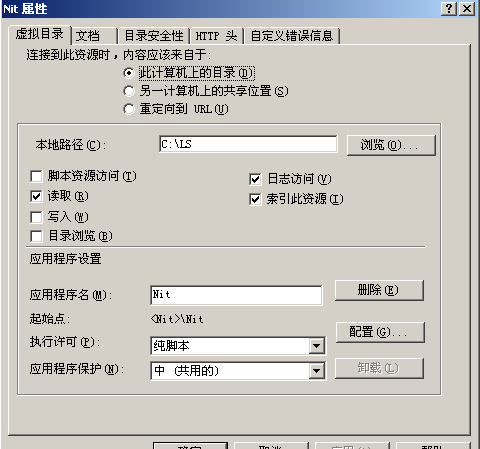 Nit 属性
虚拟目录 文档 目录安全性 HTTP 头 自定义错误信息
连接到此资源时，内容应该来自于:
此计算机上的目录(D)
另一计算机上的共享位置(S)
重定向到 URL(U)
本地路径(C): C:\LS 浏览(O)...
脚本资源访问(T) 日志访问(V)
读取(R) 索引此资源(I)
写入(W)
目录浏览(B)
应用程序设置
应用程序名(M): Nit 删除(E)
起始点: <Nit>\Nit
配置(G)...
执行许可(P): 纯脚本
应用程序保护(N): 中 (共用的) 卸载(L)